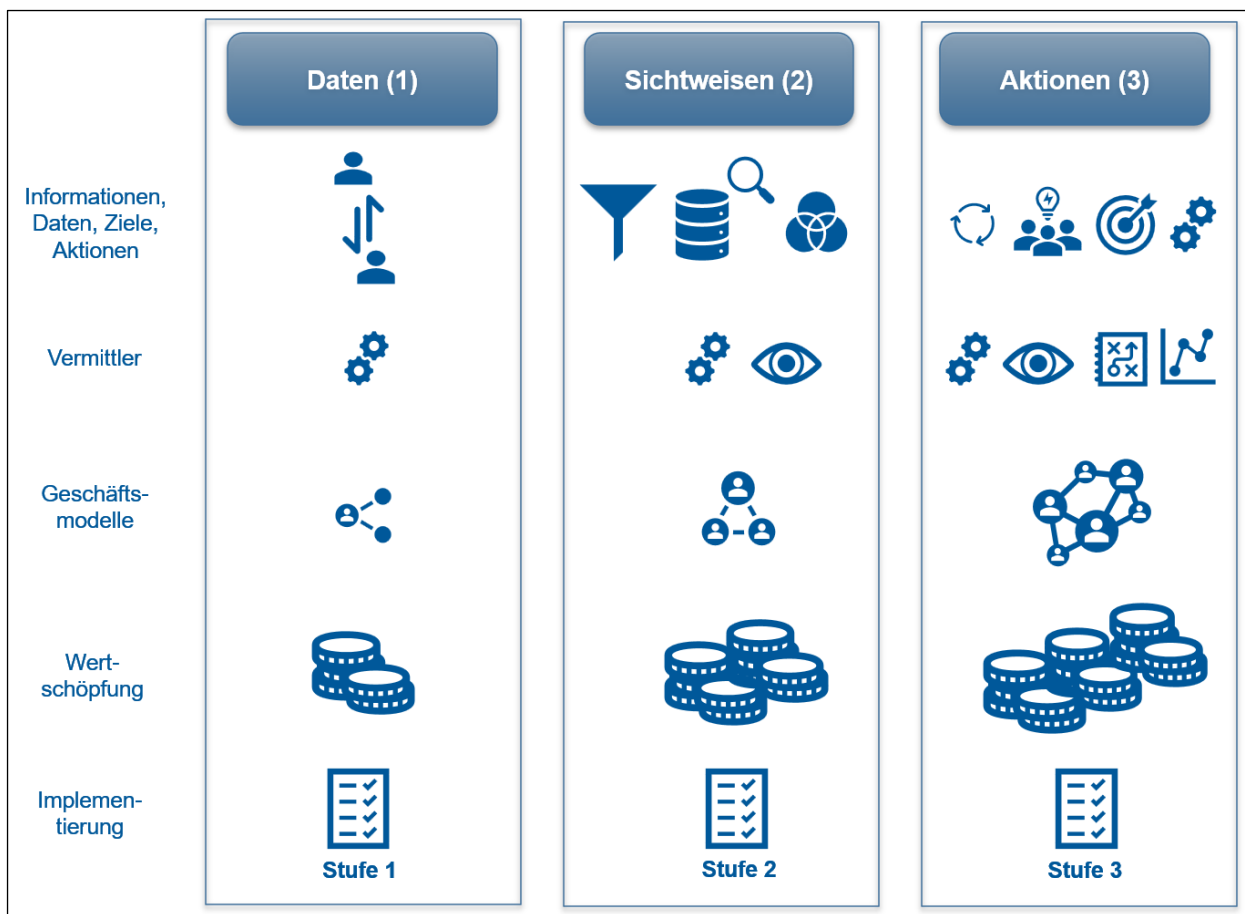 Daten (1)
Sichtweisen (2)
Aktionen (3)
Informationen,
Daten, Ziele,
Aktionen
Vermittler
Geschäfts-
modelle
Wert-
schöpfung
Implemen-
tierung
Stufe 1
Stufe 2
Stufe 3